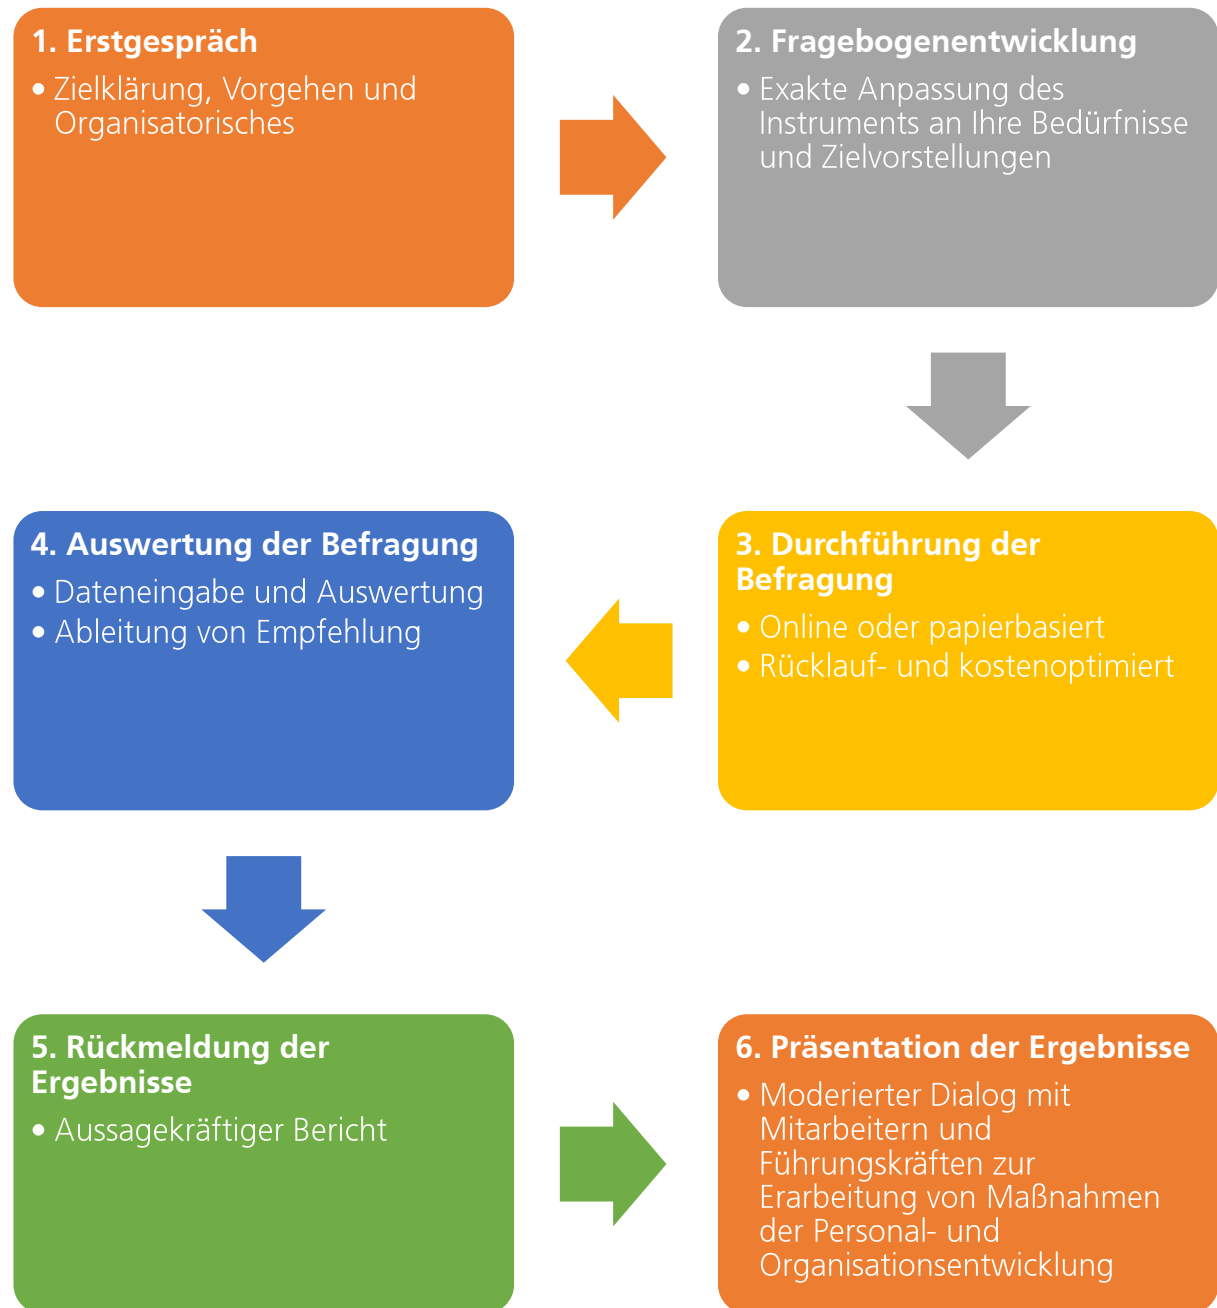 1. Erstgespräch
• Zielklärung, Vorgehen und
Organisatorisches
2. Fragebogenentwicklung
• Exakte Anpassung des
Instruments an Ihre Bedürfnisse
und Zielvorstellungen
3. Durchführung der
Befragung
• Online oder papierbasiert
• Rücklauf- und kostenoptimiert
4. Auswertung der Befragung
• Dateneingabe und Auswertung
• Ableitung von Empfehlung
5. Rückmeldung der
Ergebnisse
• Aussagekräftiger Bericht
6. Präsentation der Ergebnisse
• Moderierter Dialog mit
Mitarbeitern und
Führungskräften zur
Erarbeitung von Maßnahmen
der Personal- und
Organisationsentwicklung